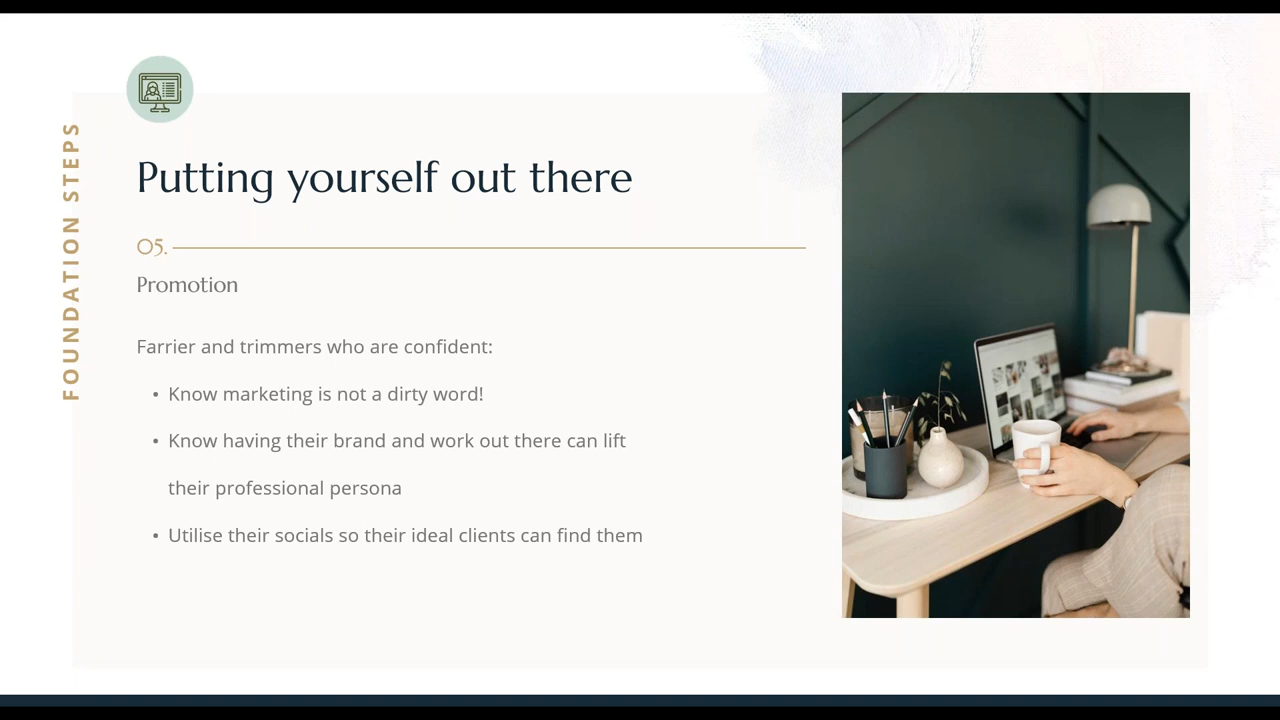 FOUNDATION STEPS
Putting yourself out there
05.
Promotion
Farrier and trimmers who are confident:
• Know marketing is not a dirty word!
• Know having their brand and work out there can lift
their professional persona
• Utilise their socials so their ideal clients can find them